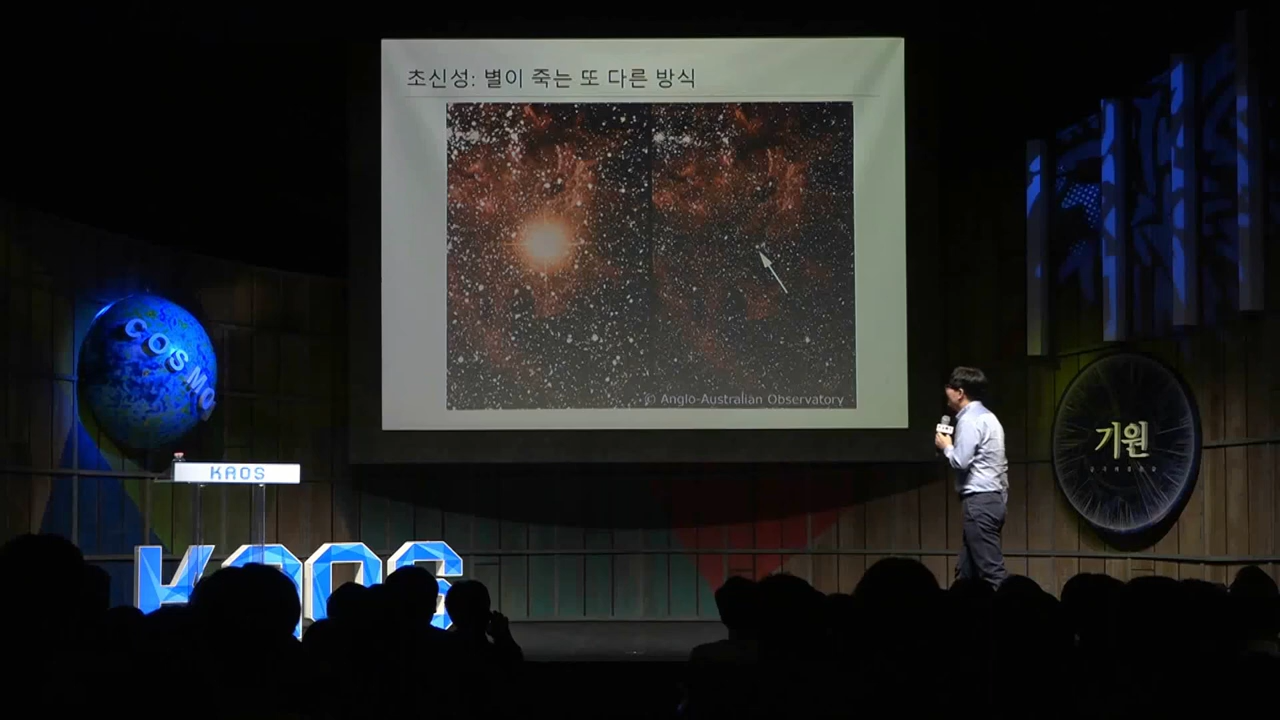 초신성: 별이 죽는 또 다른 방식
© Anglo-Australian Observatory
COSMO
기원
KAOS
KAOS